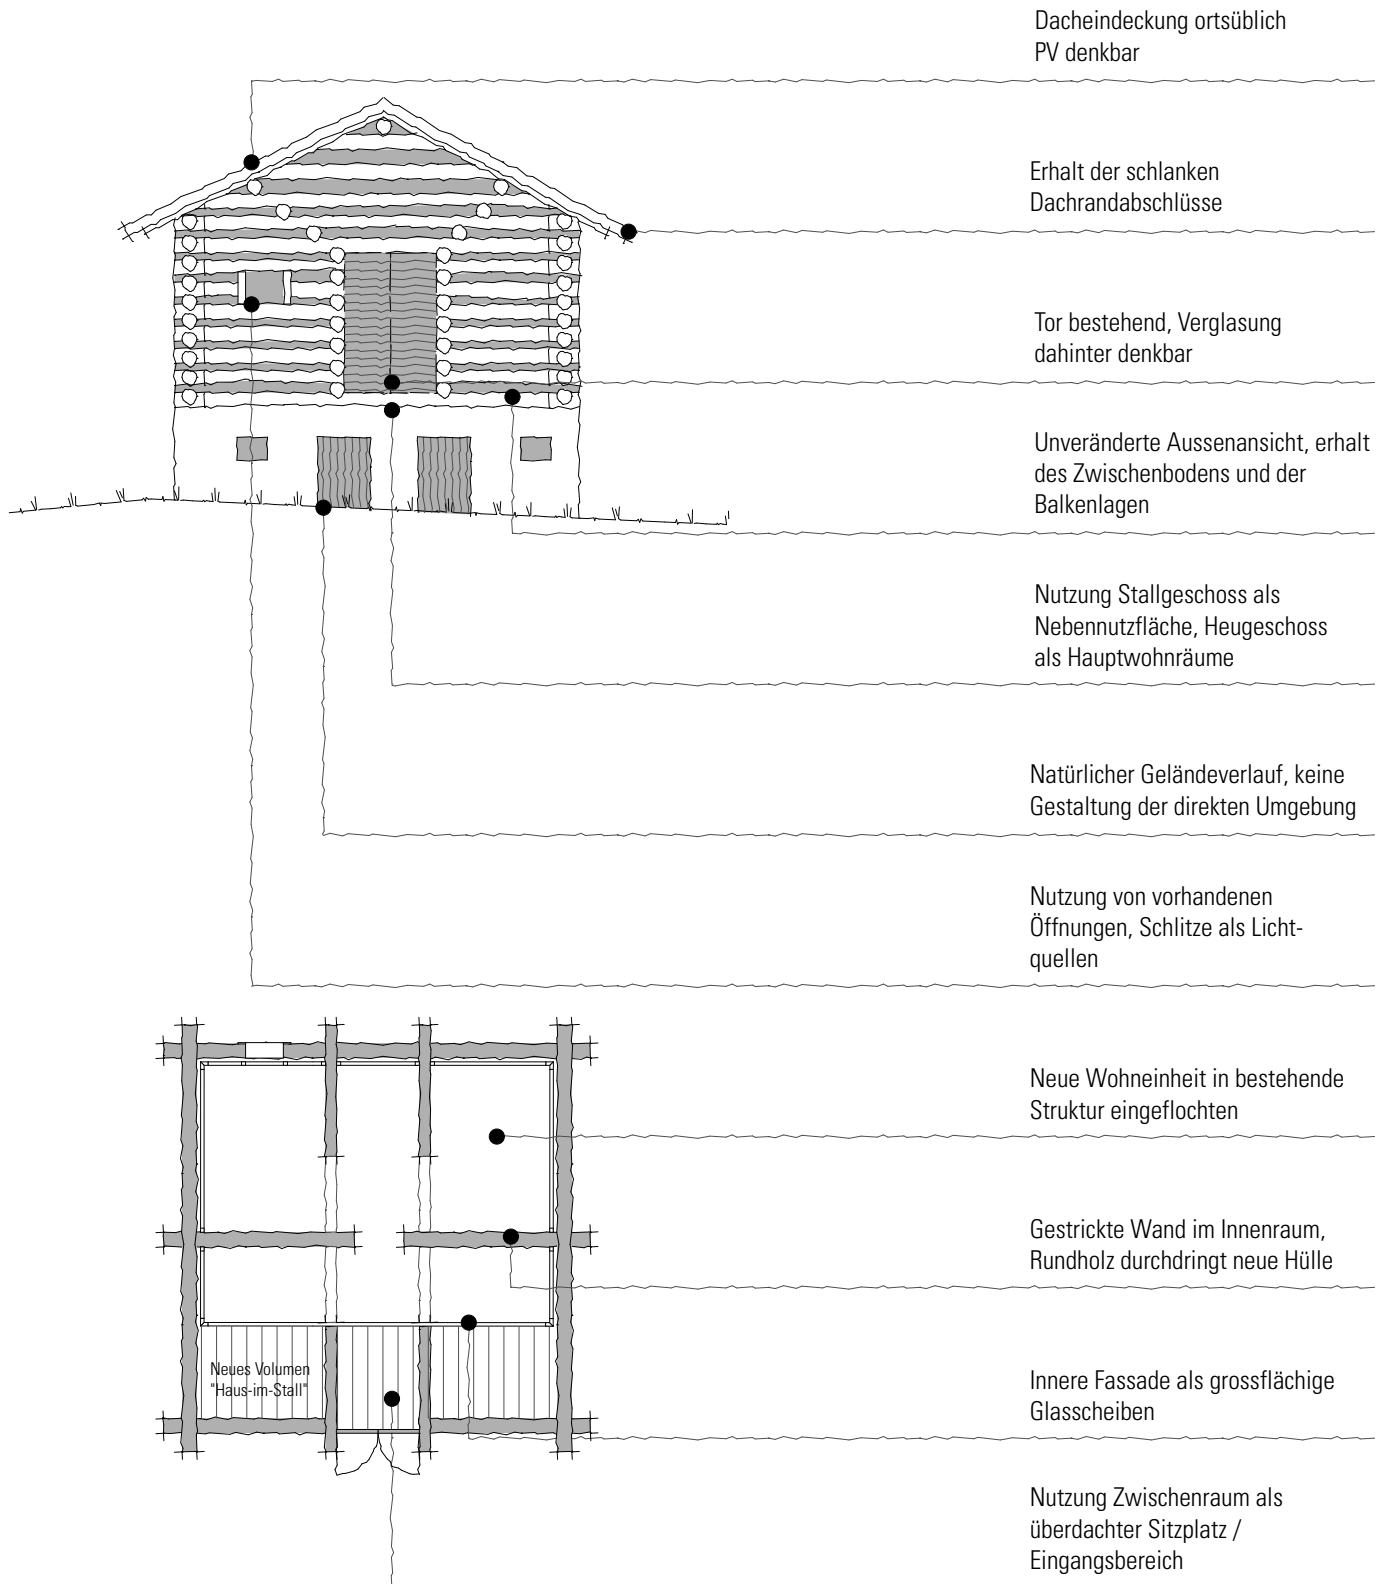 Dacheindeckung ortsüblich
PV denkbar
Erhalt der schlanken
Dachrandabschlüsse
Tor bestehend, Verglasung
dahinter denkbar
Unveränderte Aussenansicht, erhalt
des Zwischenbodens und der
Balkenlagen
Nutzung Stallgeschoss als
Nebennutzfläche, Heugeschoss
als Hauptwohnräume
Natürlicher Geländeverlauf, keine
Gestaltung der direkten Umgebung
Nutzung von vorhandenen
Öffnungen, Schlitze als Licht-
quellen
Neue Wohneinheit in bestehende
Struktur eingeflochten
Gestrickte Wand im Innenraum,
Rundholz durchdringt neue Hülle
Neues Volumen
"Haus-im-Stall"
Innere Fassade als grossflächige
Glasscheiben
Nutzung Zwischenraum als
überdachter Sitzplatz /
Eingangsbereich